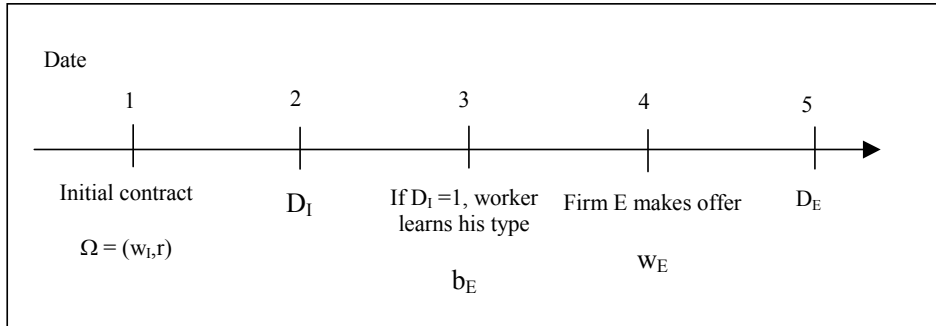 Date
1 2 3 4 5
Initial contract D_I If D_I =1, worker Firm E makes offer D_E
learns his type
Ω = (w_I,r) b_E w_E